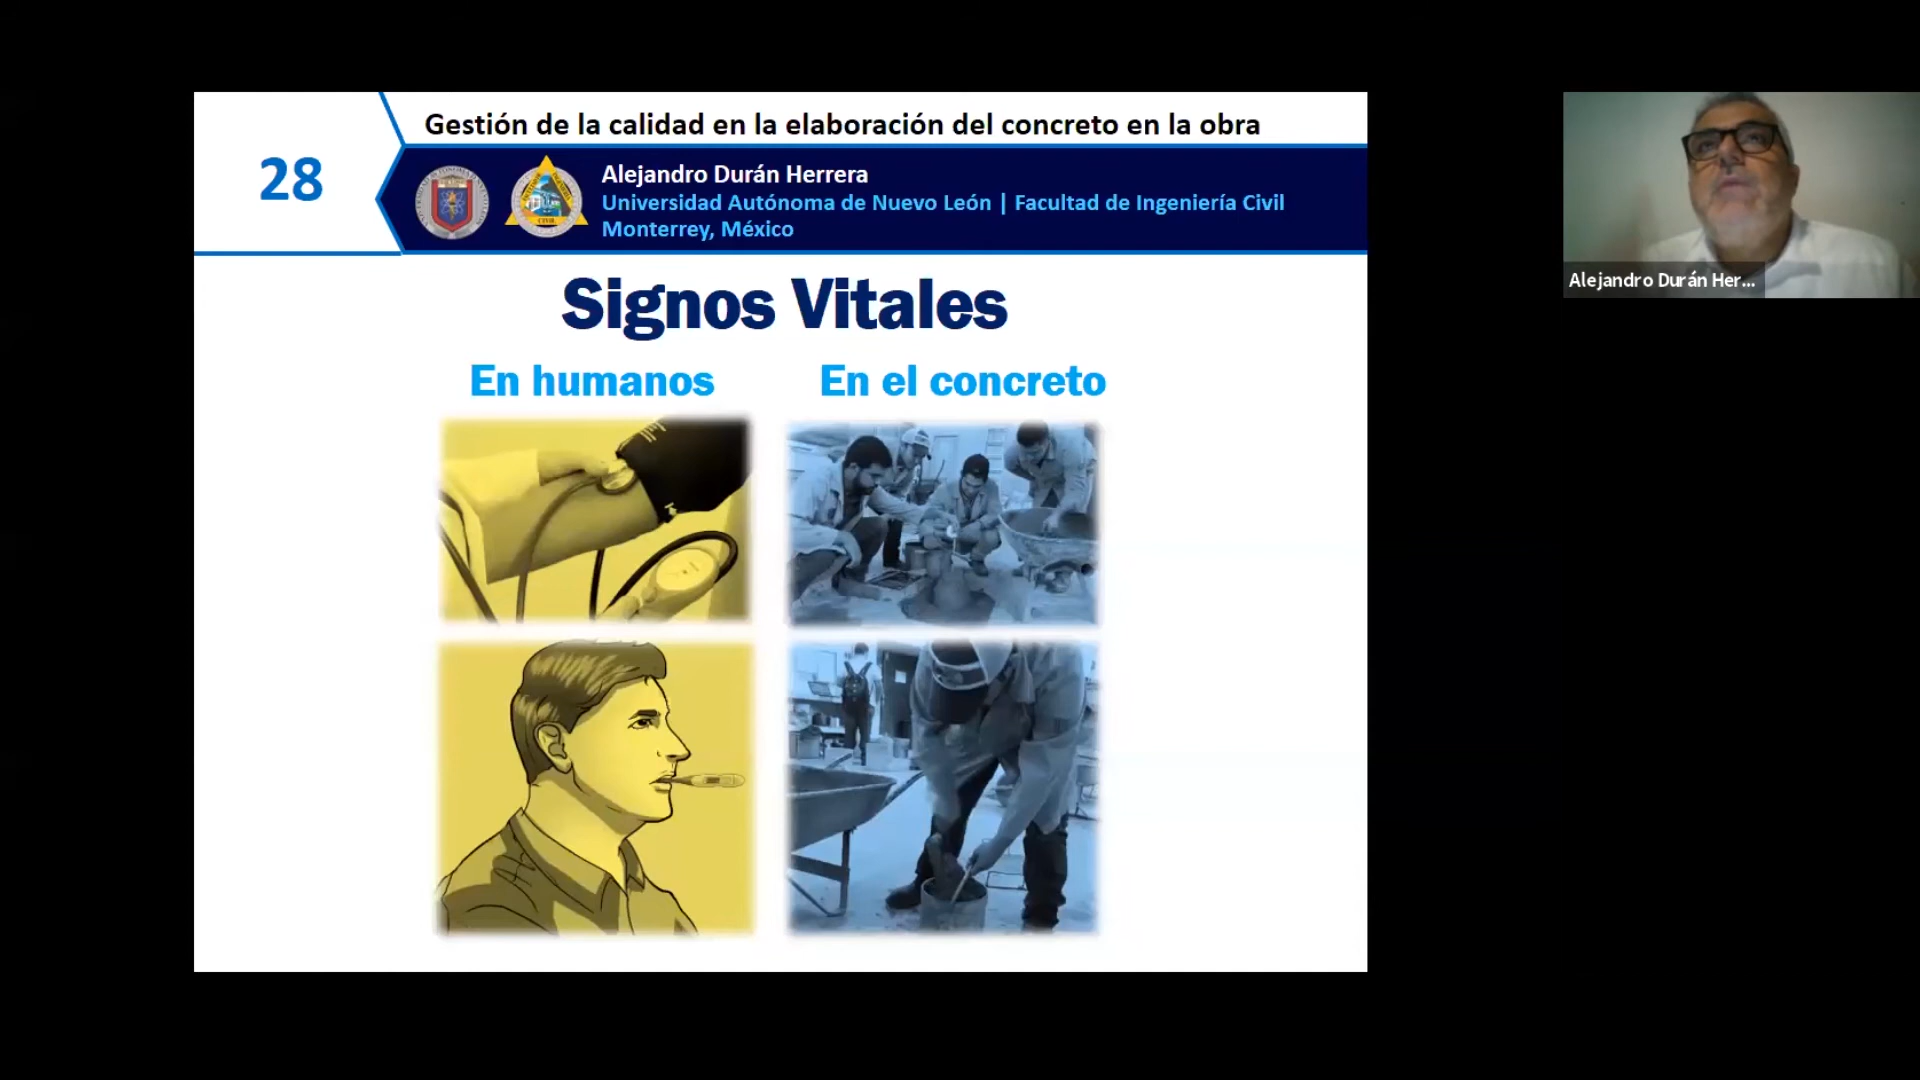 28
Gestión de la calidad en la elaboración del concreto en la obra
Alejandro Durán Herrera
Universidad Autónoma de Nuevo León | Facultad de Ingeniería Civil
Monterrey, México
Signos Vitales
En humanos
En el concreto
Alejandro Durán Her...